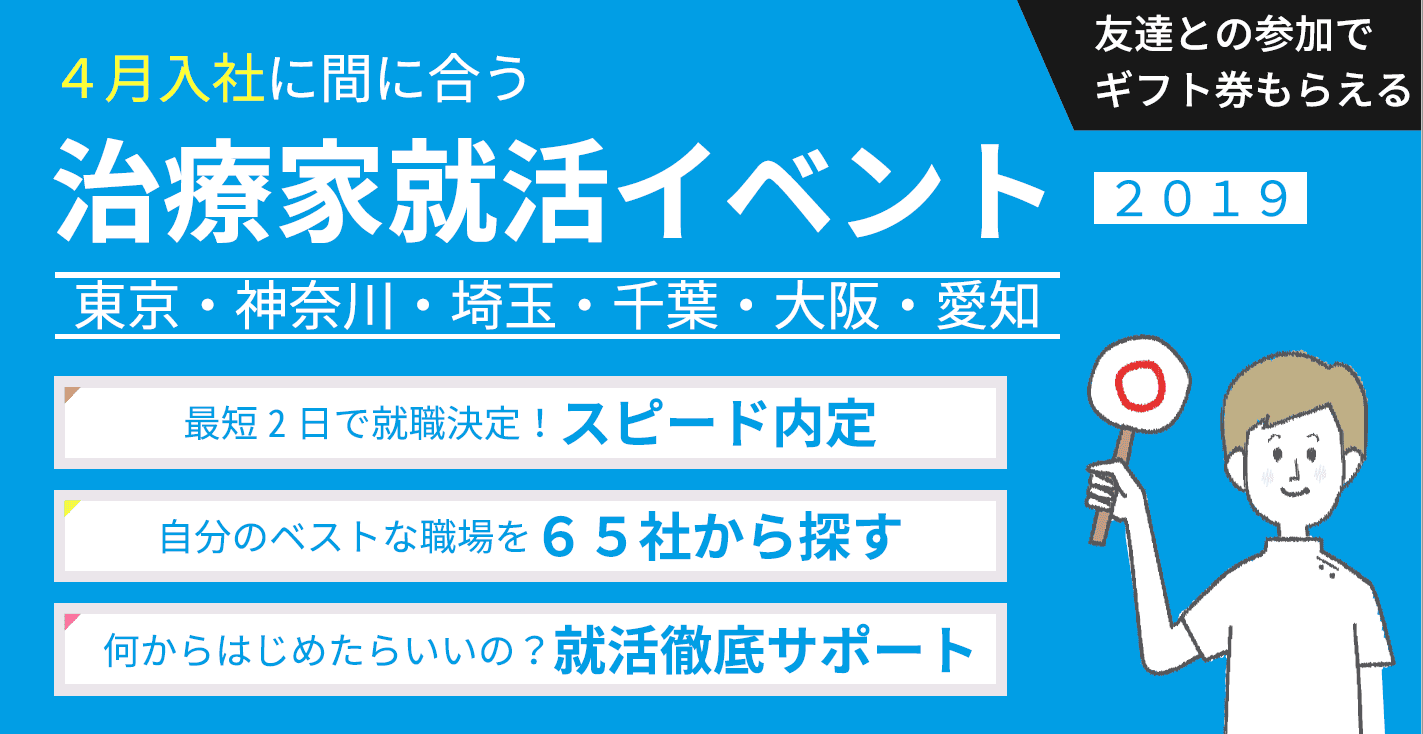 友達との参加で
ギフト券もらえる
４月入社に間に合う
治療家就活イベント
２０１９
東京・神奈川・埼玉・千葉・大阪・愛知
最短２日で就職決定！スピード内定
自分のベストな職場を６５社から探す
何からはじめたらいいの？就活徹底サポート